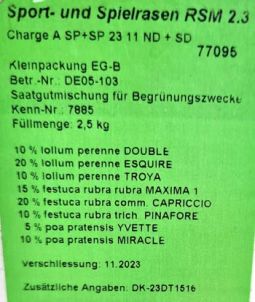 Sport- und Spielrasen RSM 2.3
Charge A SP+SP 23 11 ND + SD
77095
Kleinpackung EG-B
Betr.-Nr.: DE05-103
Saatgutmischung für Begrünungszwecke
Kenn-Nr.: 7885
Füllmenge: 2,5 kg
10 % lolium perenne DOUBLE
20 % lolium perenne ESQUIRE
10 % lolium perenne TROYA
15 % festuca rubra rubra MAXIMA 1
20 % festuca rubra comm. CAPRICCIO
10 % festuca rubra trich. PINAFORE
5 % poa pratensis YVETTE
10 % poa pratensis MIRACLE
Verschliessung: 11.2023
Zusätzliche Angaben: DK-23DT1516